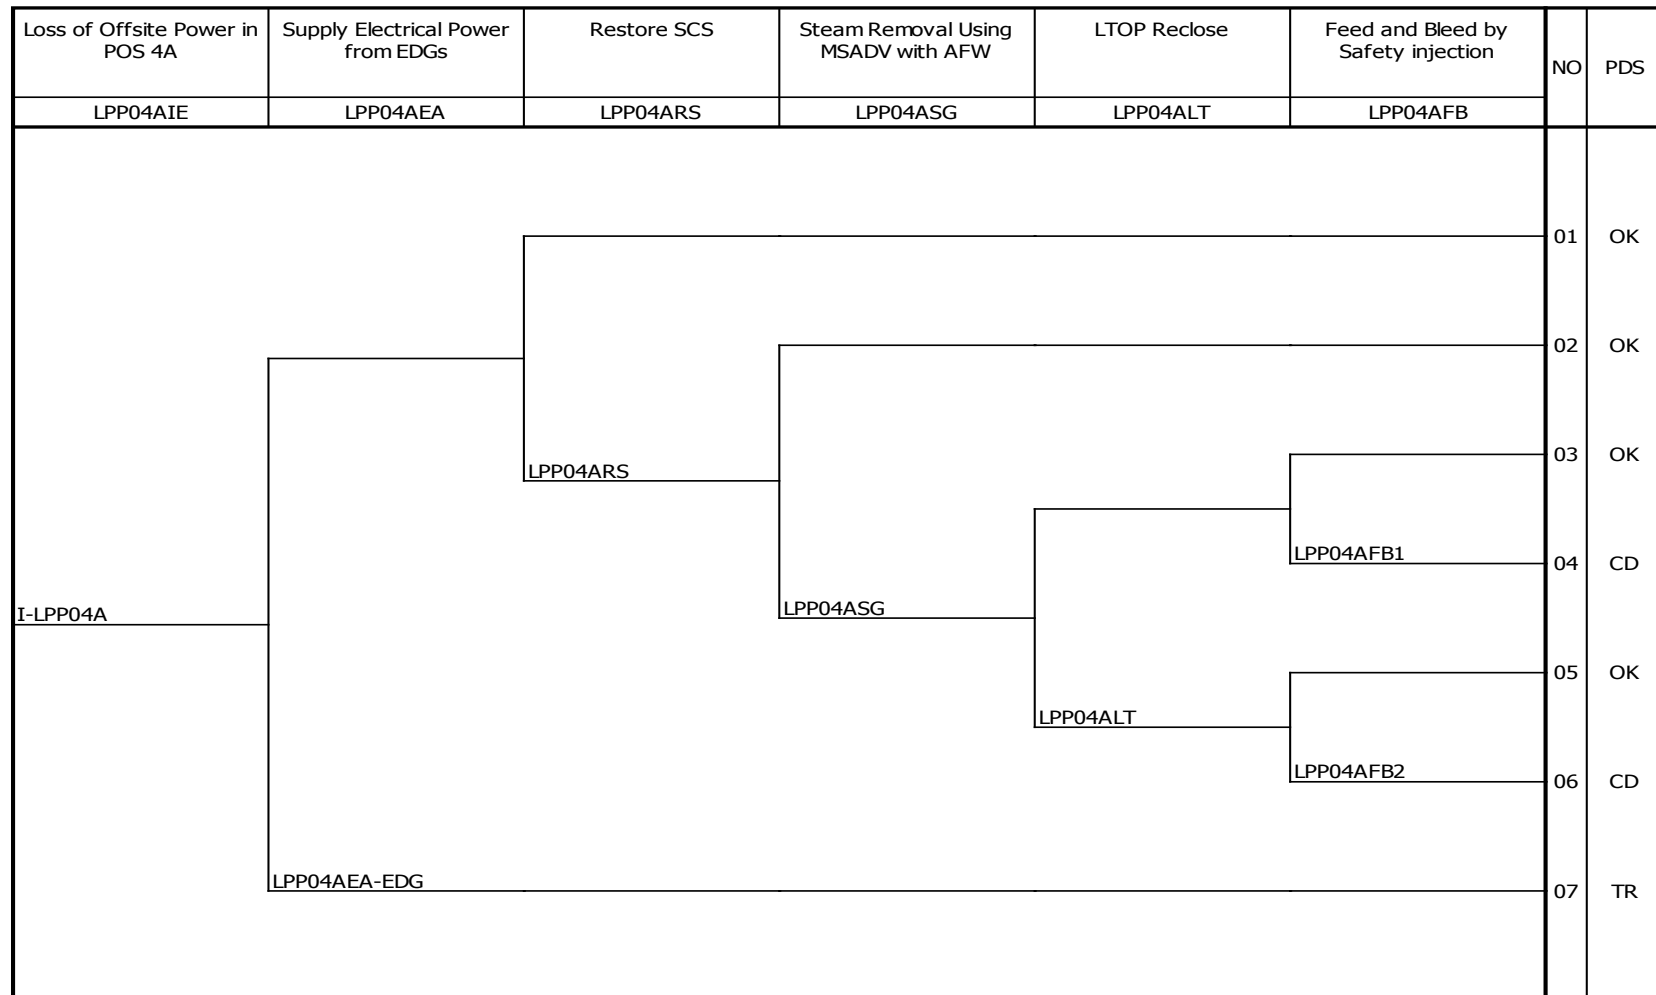 Loss of Offsite Power in
POS 4A
Supply Electrical Power
from EDGs
Restore SCS
Steam Removal Using
MSADV with AFW
LTOP Reclose
Feed and Bleed by
Safety injection
NO
PDS
LPP04AIE
LPP04AEA
LPP04ARS
LPP04ASG
LPP04ALT
LPP04AFB
01 OK
02 OK
03 OK
LPP04ARS
LPP04AFB1
04 CD
I-LPP04A
LPP04ASG
05 OK
LPP04ALT
LPP04AFB2
06 CD
LPP04AEA-EDG
07 TR